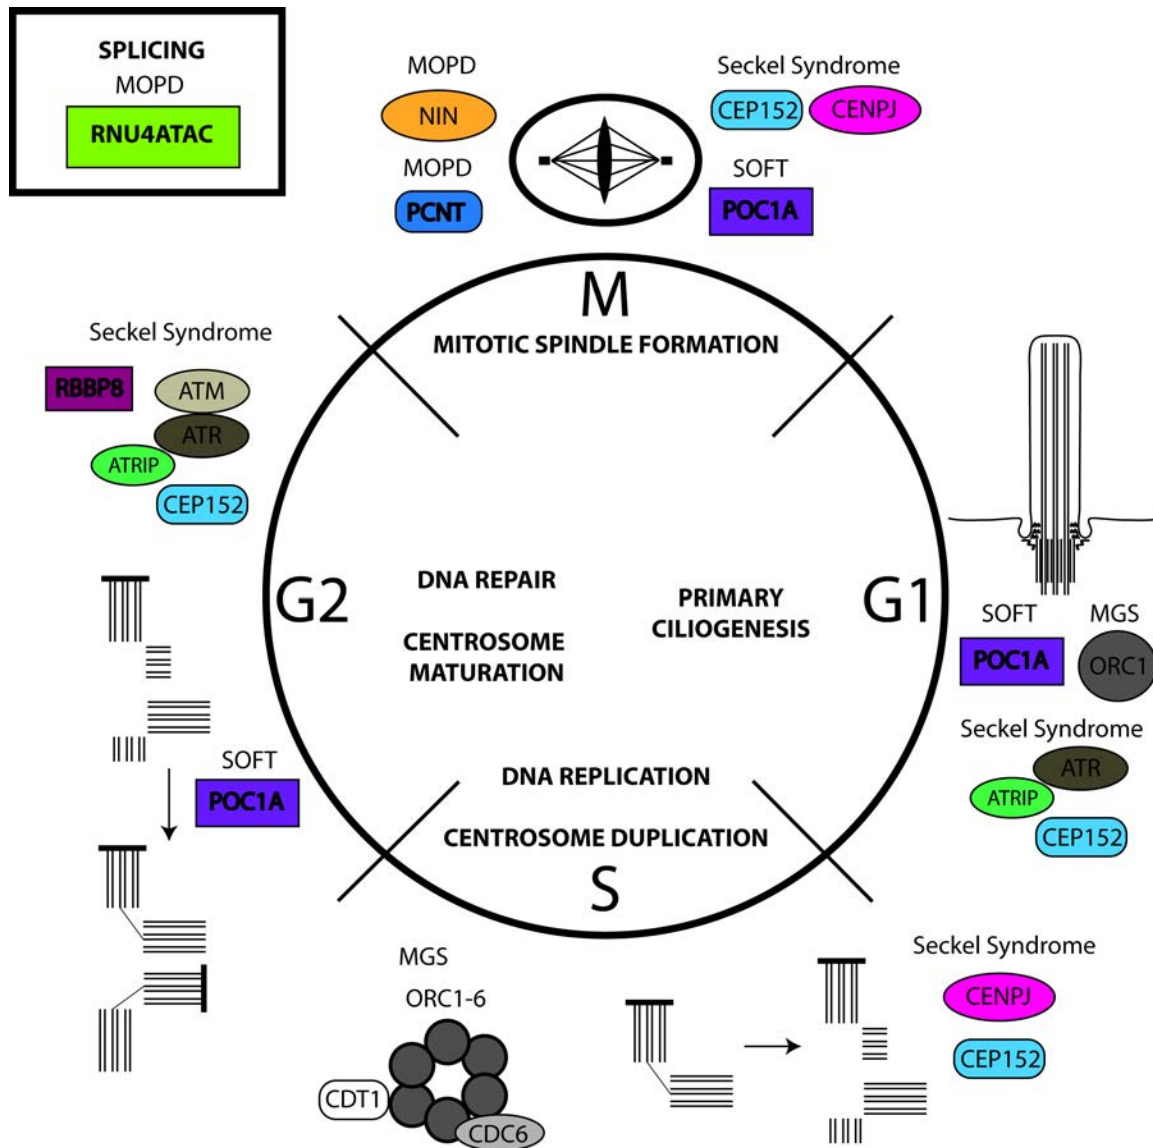 SPLICING
MOPD
RNU4ATAC
MOPD
NIN
MOPD
PCNT
Seckel Syndrome
CEP152
CENPJ
SOFT
POC1A
M
MITOTIC SPINDLE FORMATION
Seckel Syndrome
RBBP8
ATM
ATR
ATRIP
CEP152
G2
DNA REPAIR
CENTROSOME
MATURATION
PRIMARY
CILIOGENESIS
G1
SOFT
POC1A
MGS
ORC1
Seckel Syndrome
ATR
ATRIP
CEP152
SOFT
POC1A
DNA REPLICATION
CENTROSOME DUPLICATION
S
MGS
ORC1-6
CDT1
CDC6
Seckel Syndrome
CENPJ
CEP152